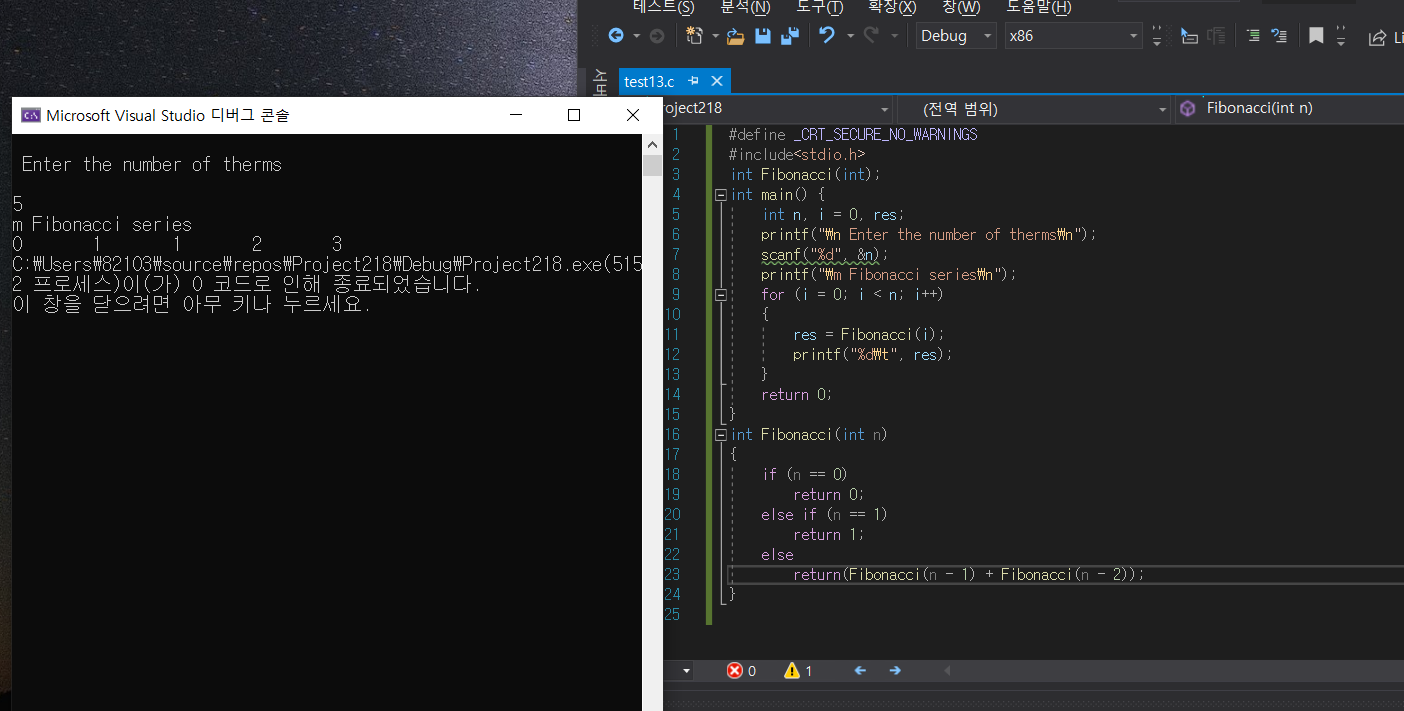 테스트(S) 분석(N) 도구(T) 확장(X) 창(W) 도움말(H)
Debug x86 Li
test13.c
roject218 (전역 범위) Fibonacci(int n)
Microsoft Visual Studio 디버그 콘솔
Enter the number of therms
5
m Fibonacci series
0 1 1 2 3
C:₩Users₩82103₩source₩repos₩Project218₩Debug₩Project218.exe(515
2 프로세스)이(가) 0 코드로 인해 종료되었습니다.
이 창을 닫으려면 아무 키나 누르세요.
1 #define _CRT_SECURE_NO_WARNINGS
2 #include<stdio.h>
3 int Fibonacci(int);
4 int main() {
5 int n, i = 0, res;
6 printf("₩n Enter the number of therms₩n");
7 scanf("%d", &n);
8 printf("₩m Fibonacci series₩n");
9 for (i = 0; i < n; i++)
10 {
11 res = Fibonacci(i);
12 printf("%d₩t", res);
13 }
14 return 0;
15 }
16 int Fibonacci(int n)
17 {
18 if (n == 0)
19 return 0;
20 else if (n == 1)
21 return 1;
22 else
23 return(Fibonacci(n - 1) + Fibonacci(n - 2));
24 }
25
0 1